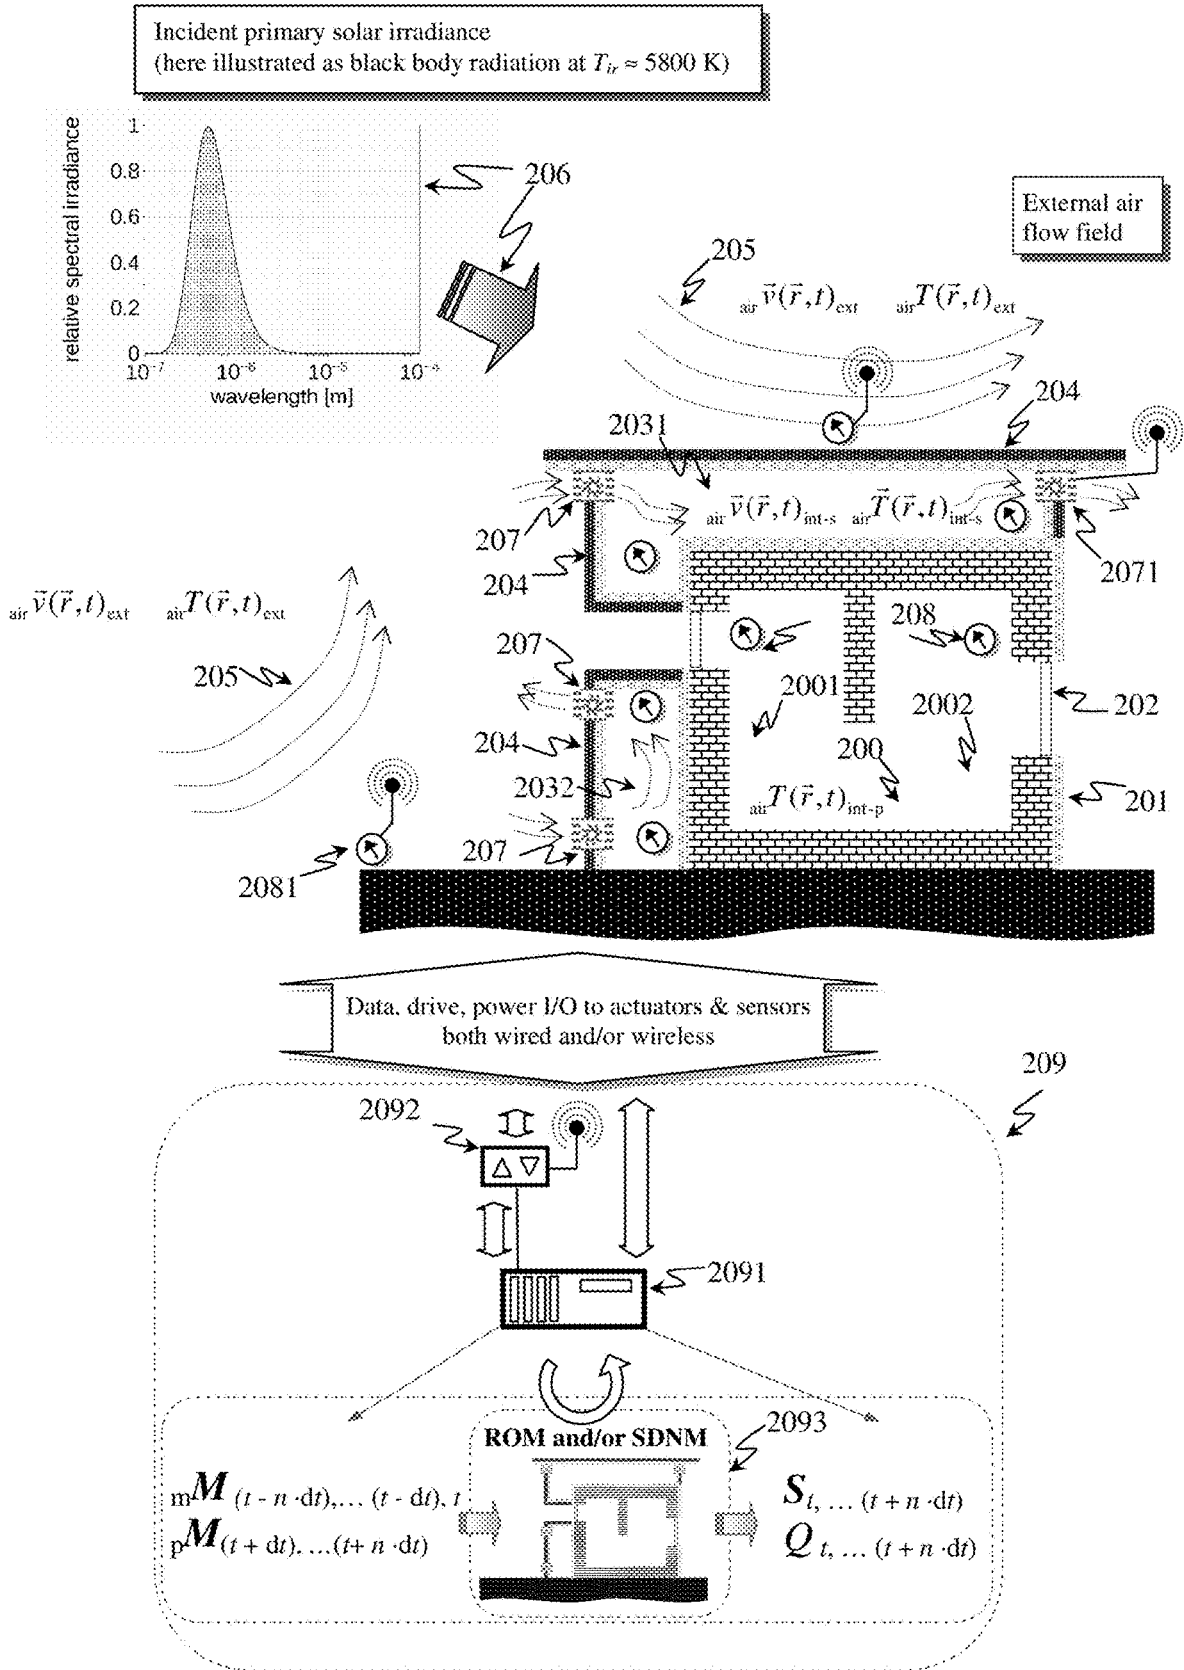 Incident primary solar irradiance
(here illustrated as black body radiation at T_ir ≈ 5800 K)
relative spectral irradiance
1
0.8
0.6
0.4
0.2
0
10⁻⁷
10⁻⁶
10⁻⁵
10⁻⁴
wavelength [m]
206
External air
flow field
205
air v⃗(r⃗,t)ext airT(r⃗,t)ext
204
2031
air v⃗(r⃗,t)int-s air T⃗(r⃗,t)int-s
207
204
2071
air v⃗(r⃗,t)ext airT(r⃗,t)ext
208
207
205
2001
2002
202
204
200
2032
airT(r⃗,t)int-p
201
207
2081
Data, drive, power I/O to actuators & sensors
both wired and/or wireless
209
2092
2091
2093
ROM and/or SDNM
mM (t - n ·dt),… (t - dt), t
pM(t + dt). …(t+ n ·dt)
S t, … (t + n ·dt)
Q t, … (t + n ·dt)